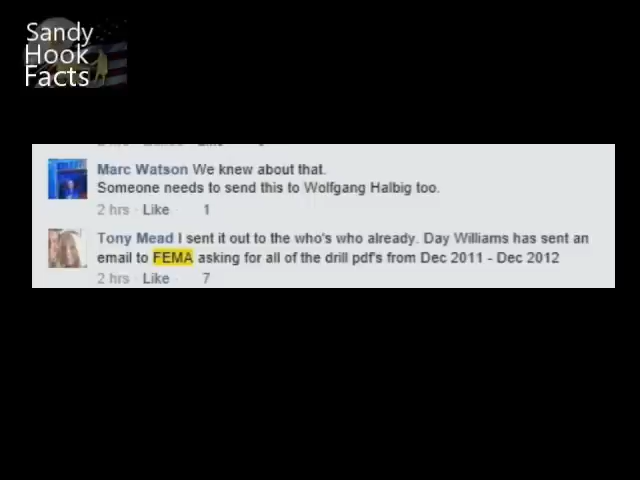 Sandy
Hook
Facts
Marc Watson We knew about that.
Someone needs to send this to Wolfgang Halbig too.
2 hrs · Like 1
Tony Mead I sent it out to the who's who already. Day Williams has sent an
email to FEMA asking for all of the drill pdf's from Dec 2011 - Dec 2012
2 hrs · Like 7